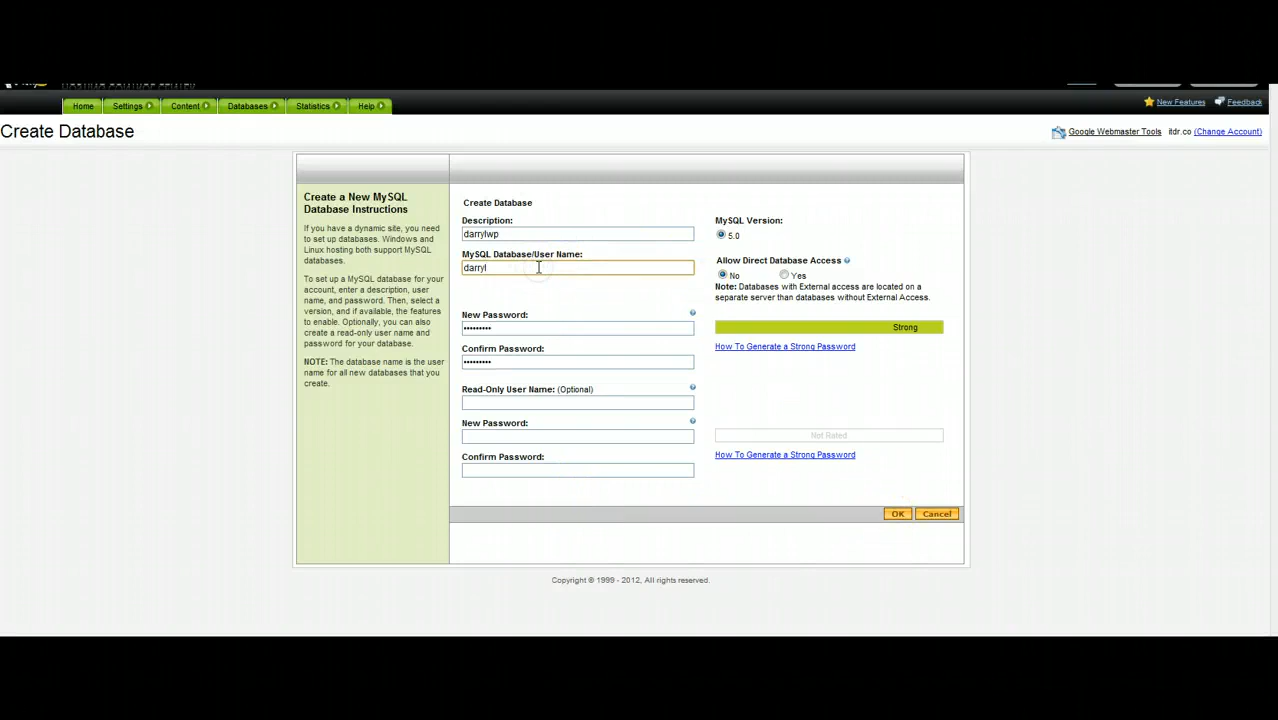 Home Settings Content Databases Statistics Help
New Features Feedback
Create Database
Google Webmaster Tools itdr.co (Change Account)
Create a New MySQL
Database Instructions
If you have a dynamic site, you need
to set up databases. Windows and
Linux hosting both support MySQL
databases.
To set up a MySQL database for your
account, enter a description, user
name, and password. Then, select a
version, and if available, the features
to enable. Optionally, you can also
create a read-only user name and
password for your database.
NOTE: The database name is the user
name for all new databases that you
create.
Create Database
Description:
darrylwp
MySQL Database/User Name:
darryl
New Password:
•••••••••
Confirm Password:
•••••••••
Read-Only User Name: (Optional)
New Password:
Confirm Password:
MySQL Version:
5.0
Allow Direct Database Access
No Yes
Note: Databases with External access are located on a
separate server than databases without External Access.
Strong
How To Generate a Strong Password
Not Rated
How To Generate a Strong Password
OK Cancel
Copyright © 1999 - 2012, All rights reserved.